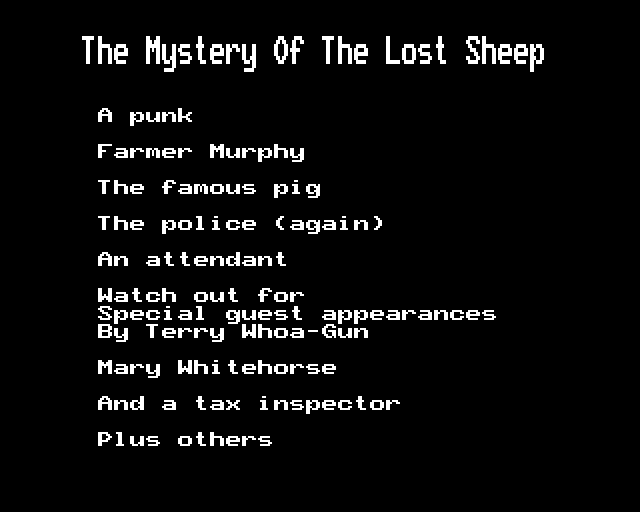 The Mystery Of The Lost Sheep
A punk
Farmer Murphy
The famous pig
The police (again)
An attendant
Watch out for
Special guest appearances
By Terry Whoa-Gun
Mary Whitehorse
And a tax inspector
Plus others